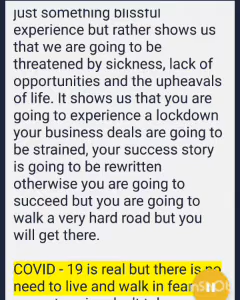 just something blissful
experience but rather shows us
that we are going to be
threatened by sickness, lack of
opportunities and the upheavals
of life. It shows us that you are
going to experience a lockdown
your business deals are going to
be strained, your success story
is going to be rewritten
otherwise you are going to
succeed but you are going to
walk a very hard road but you
will get there.
COVID - 19 is real but there is no
need to live and walk in fear